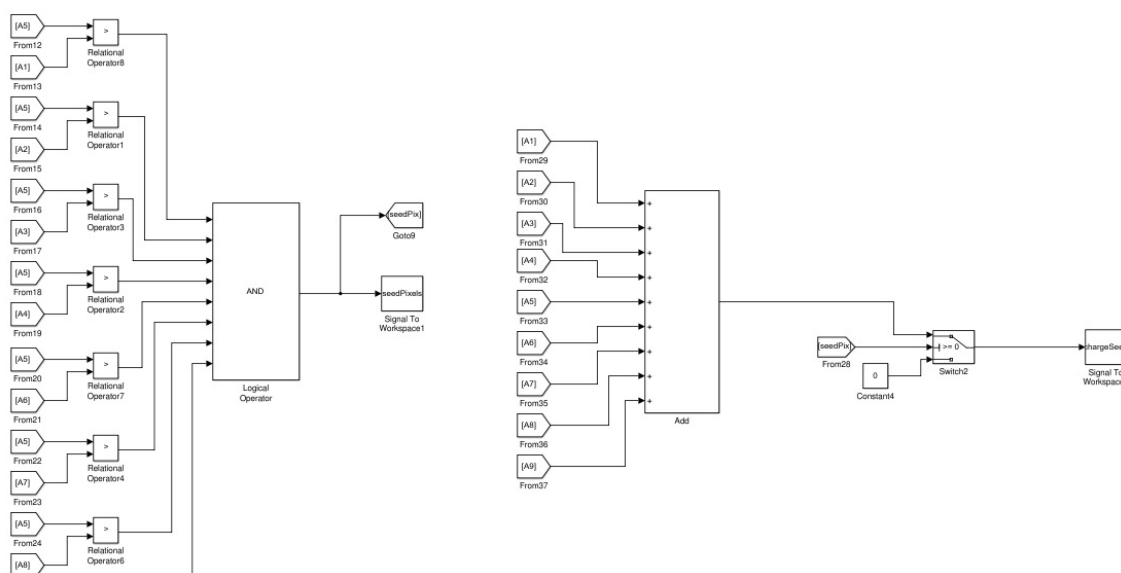 [A5]
From12
>
Relational
Operator8
[A1]
From13
[A5]
From14
>
Relational
Operator1
[A2]
From15
[A5]
From16
>
Relational
Operator3
[A3]
From17
[A5]
From18
>
Relational
Operator2
[A4]
From19
[A5]
From20
>
Relational
Operator7
[A6]
From21
[A5]
From22
>
Relational
Operator4
[A7]
From23
[A5]
From24
>
Relational
Operator6
[A8]
AND
Logical
Operator
[seedPix]
Goto9
seedPixels
Signal To
Workspace1
[A1]
From29
[A2]
From30
[A3]
From31
[A4]
From32
[A5]
From33
[A6]
From34
[A7]
From35
[A8]
From36
[A9]
From37
+
+
+
+
+
+
+
+
+
Add
[seedPix]
From28
0
Constant4
>= 0
Switch2
chargeSee
Signal To
Workspace